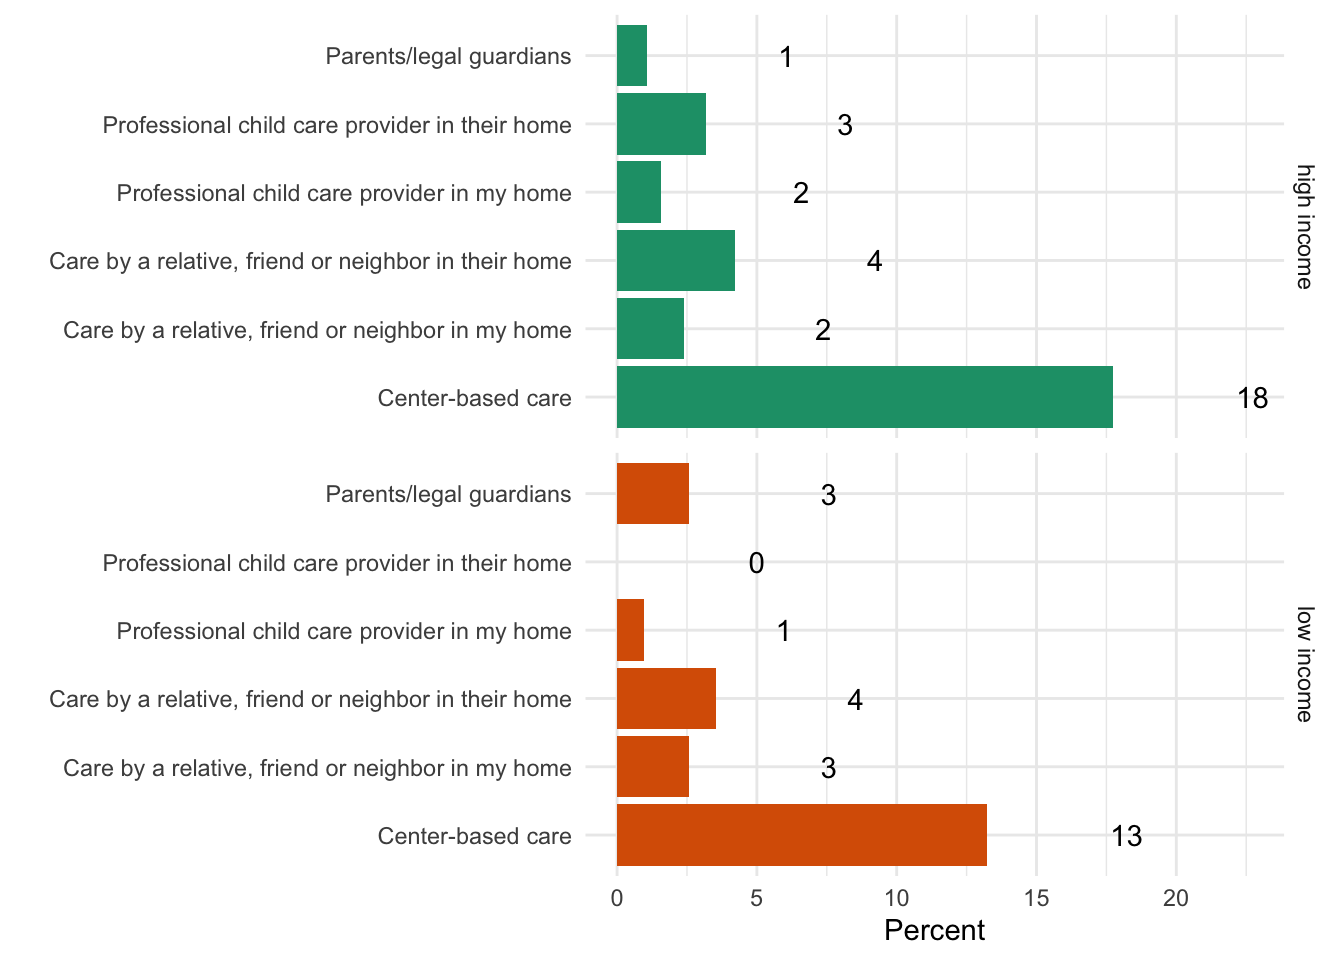 Parents/legal guardians 1
Professional child care provider in their home 3
Professional child care provider in my home 2
Care by a relative, friend or neighbor in their home 4
Care by a relative, friend or neighbor in my home 2
Center-based care 18
high income
Parents/legal guardians 3
Professional child care provider in their home 0
Professional child care provider in my home 1
Care by a relative, friend or neighbor in their home 4
Care by a relative, friend or neighbor in my home 3
Center-based care 13
low income
0 5 10 15 20
Percent